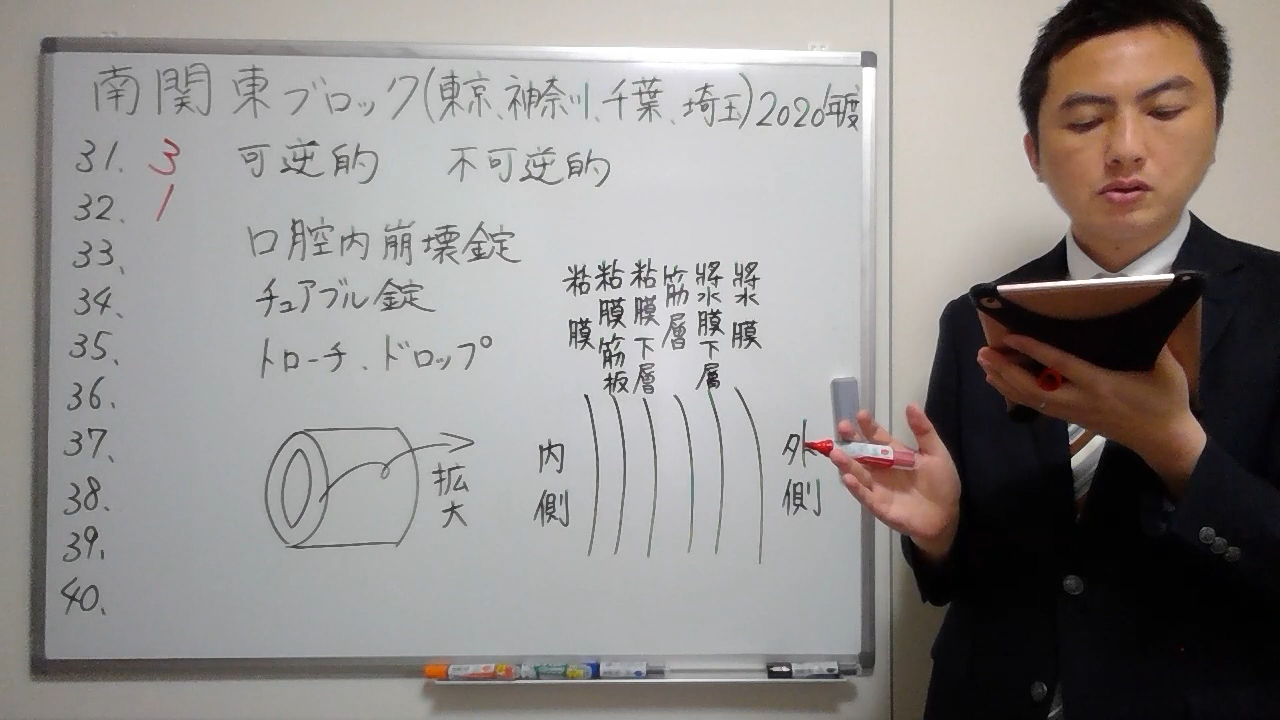 南関東ブロック(東京、神奈川、千葉、埼玉)2020年度
31. 3 可逆的 不可逆的
32. 1
33.
34.
35.
36.
37.
38.
39.
40.
口腔内崩壊錠
チュアブル錠
トローチ、ドロップ
拡大
内側
粘膜
粘膜筋板
粘膜下層
筋層
漿膜下層
漿膜
外側